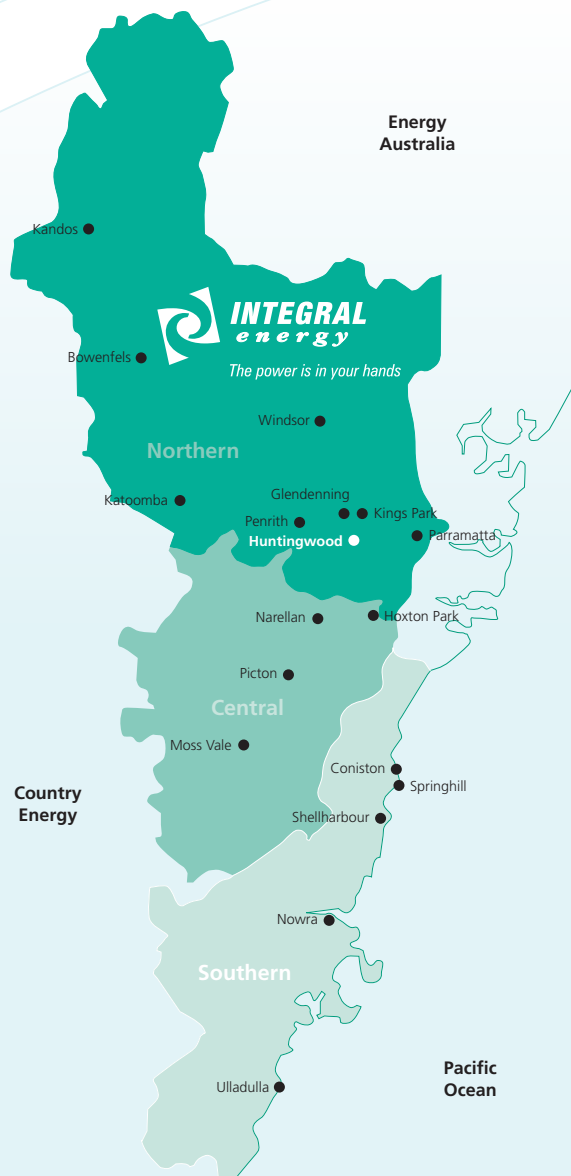 Energy
Australia
Kandos
INTEGRAL
energy
Bowenfels
The power is in your hands
Windsor
Northern
Glendenning
Katoomba
Kings Park
Penrith
Parramatta
Huntingwood
Narellan
Hoxton Park
Picton
Central
Moss Vale
Coniston
Springhill
Country
Energy
Shellharbour
Nowra
Southern
Pacific
Ocean
Ulladulla